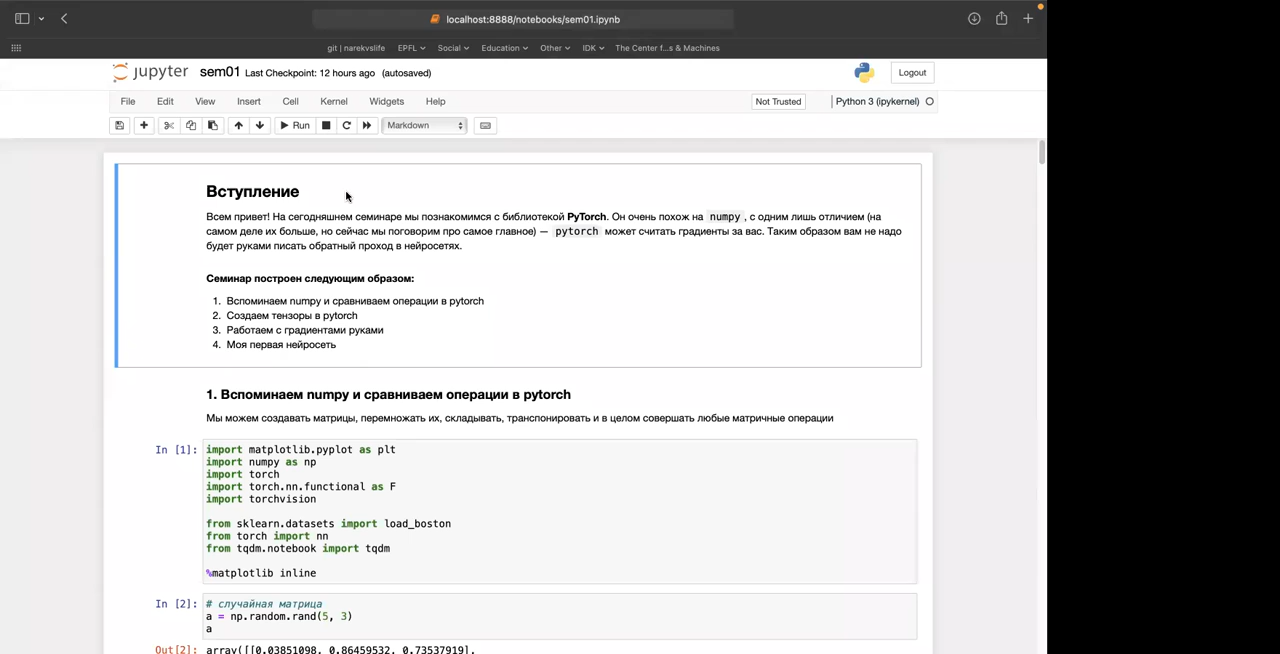 localhost:8888/notebooks/sem01.ipynb
git | narekvslife EPFL Social Education Other IDK The Center f...s & Machines
jupyter sem01 Last Checkpoint: 12 hours ago (autosaved) Logout
File Edit View Insert Cell Kernel Widgets Help Not Trusted Python 3 (ipykernel)
Run Markdown
Вступление
Всем привет! На сегодняшнем семинаре мы познакомимся с библиотекой PyTorch. Он очень похож на numpy, с одним лишь отличием (на
самом деле их больше, но сейчас мы поговорим про самое главное) — pytorch может считать градиенты за вас. Таким образом вам не надо
будет руками писать обратный проход в нейросетях.
Семинар построен следующим образом:
1. Вспоминаем numpy и сравниваем операции в pytorch
2. Создаем тензоры в pytorch
3. Работаем с градиентами руками
4. Моя первая нейросеть
1. Вспоминаем numpy и сравниваем операции в pytorch
Мы можем создавать матрицы, перемножать их, складывать, транспонировать и в целом совершать любые матричные операции
In [1]: import matplotlib.pyplot as plt
import numpy as np
import torch
import torch.nn.functional as F
import torchvision
from sklearn.datasets import load_boston
from torch import nn
from tqdm.notebook import tqdm
%matplotlib inline
In [2]: # случайная матрица
a = np.random.rand(5, 3)
a
Out[2]: array([[0.03851098, 0.86459532, 0.73537919],